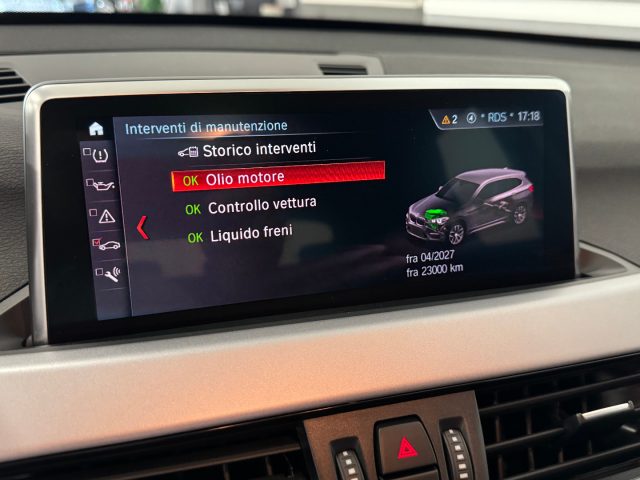 Interventi di manutenzione
2 * RDS * 17:18
Storico interventi
OK Olio motore
OK Controllo vettura
OK Liquido freni
fra 04/2027
fra 23000 km